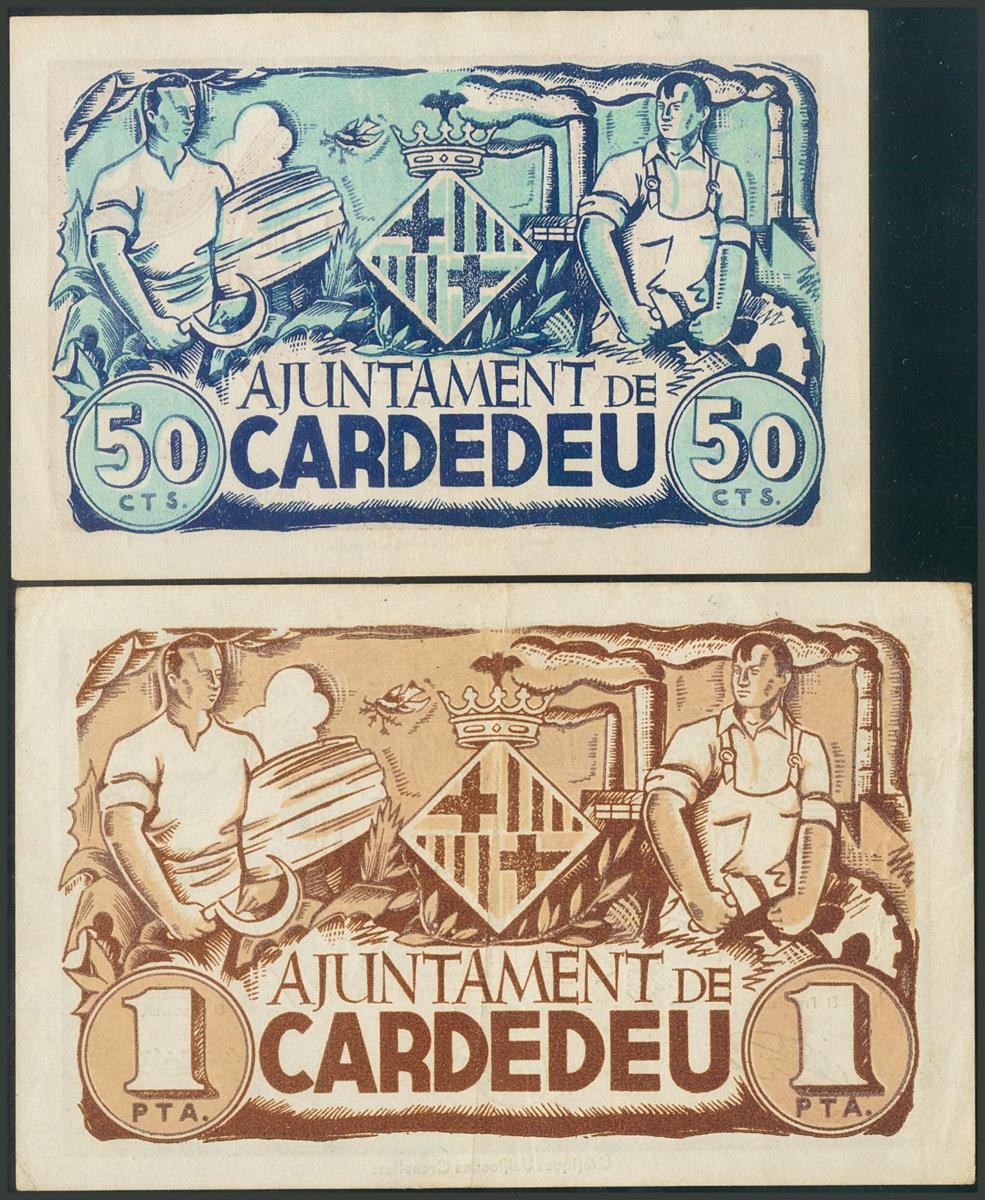 AJUNTAMENT DE
CARDEDEU
50
CTS.
50
CTS.
AJUNTAMENT DE
CARDEDEU
1
PTA.
1
PTA.